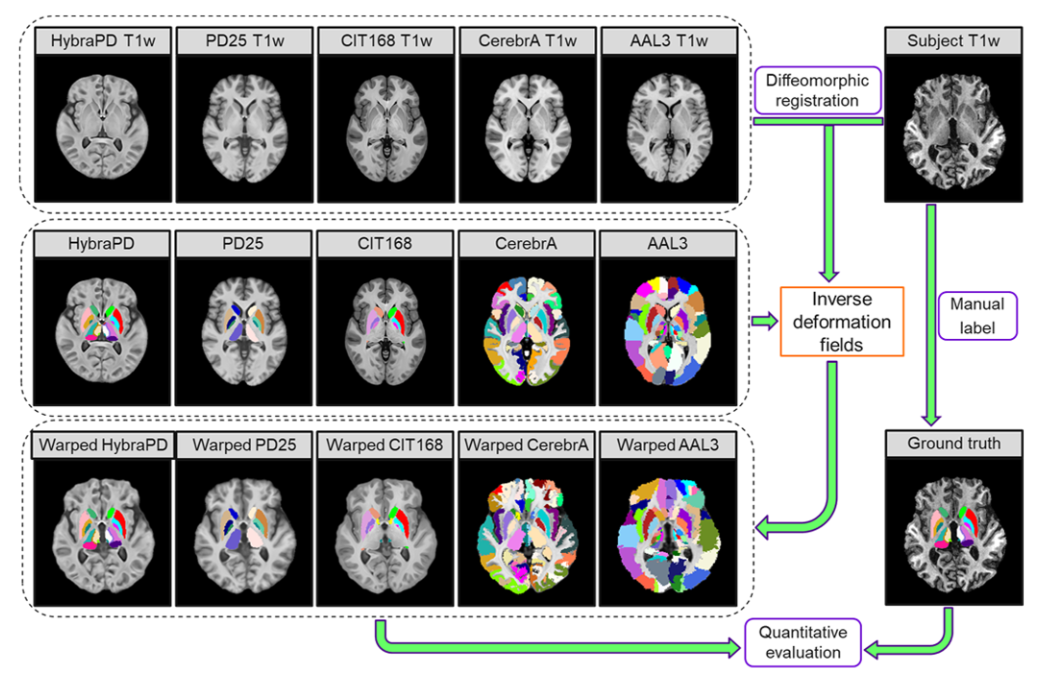 HybraPD T1w
PD25 T1w
CIT168 T1w
CerebrA T1w
AAL3 T1w
Subject T1w
Diffeomorphic
registration
HybraPD
PD25
CIT168
CerebrA
AAL3
Inverse
deformation
fields
Manual
label
Warped HybraPD
Warped PD25
Warped CIT168
Warped CerebrA
Warped AAL3
Ground truth
Quantitative
evaluation